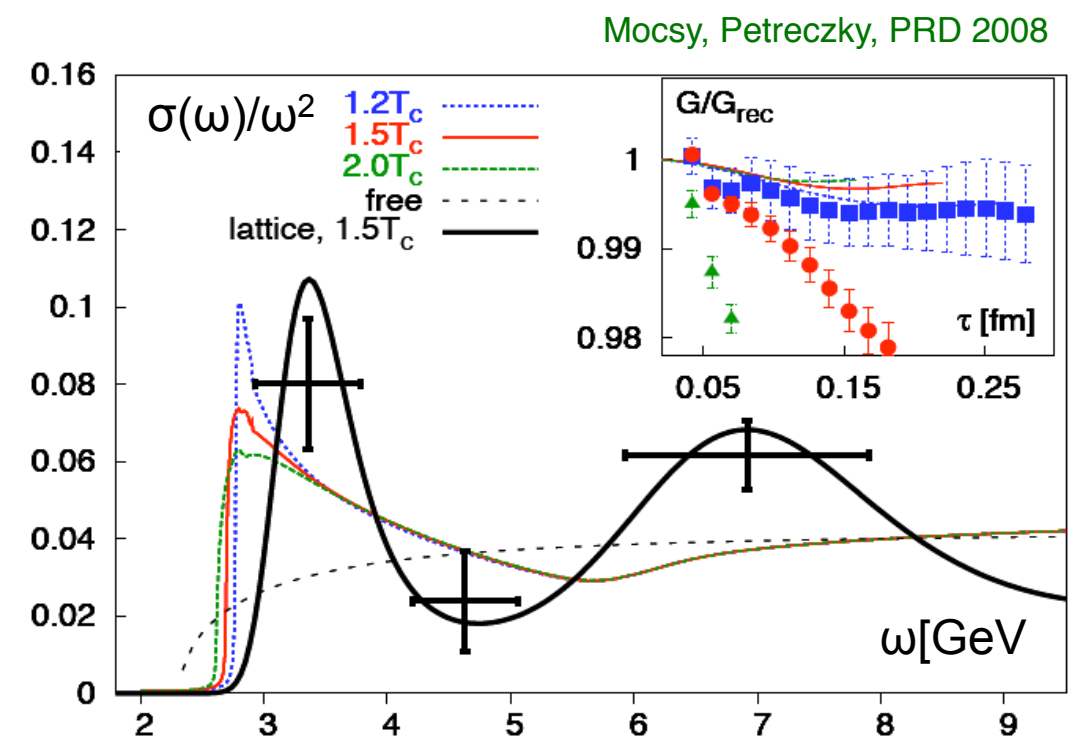 Mocsy, Petreczky, PRD 2008
0.16
0.14
0.12
0.1
0.08
0.06
0.04
0.02
0
σ(ω)/ω²
1.2Tc
1.5Tc
2.0Tc
free
lattice, 1.5Tc
G/Grec
1
0.99
0.98
τ [fm]
0.05 0.15 0.25
ω[GeV
2 3 4 5 6 7 8 9